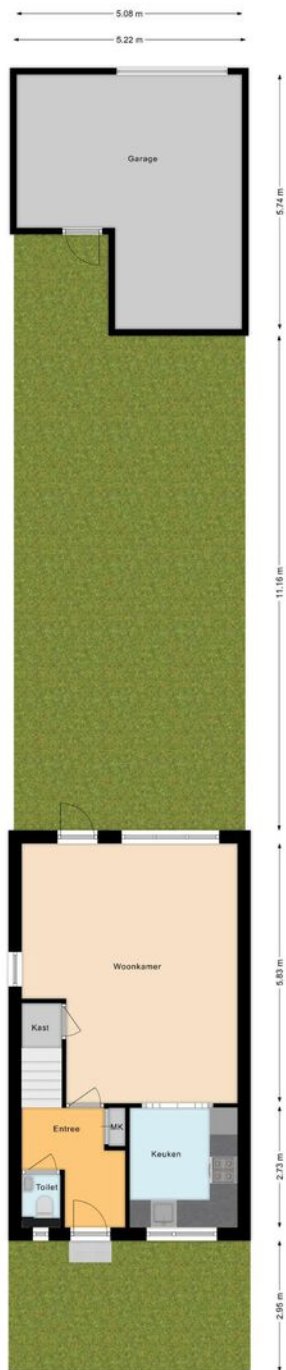 5.08 m
5.22 m
Garage
5.74 m
11.16 m
Woonkamer
5.83 m
Kast
Entree
MK
Keuken
2.73 m
Toilet
2.95 m